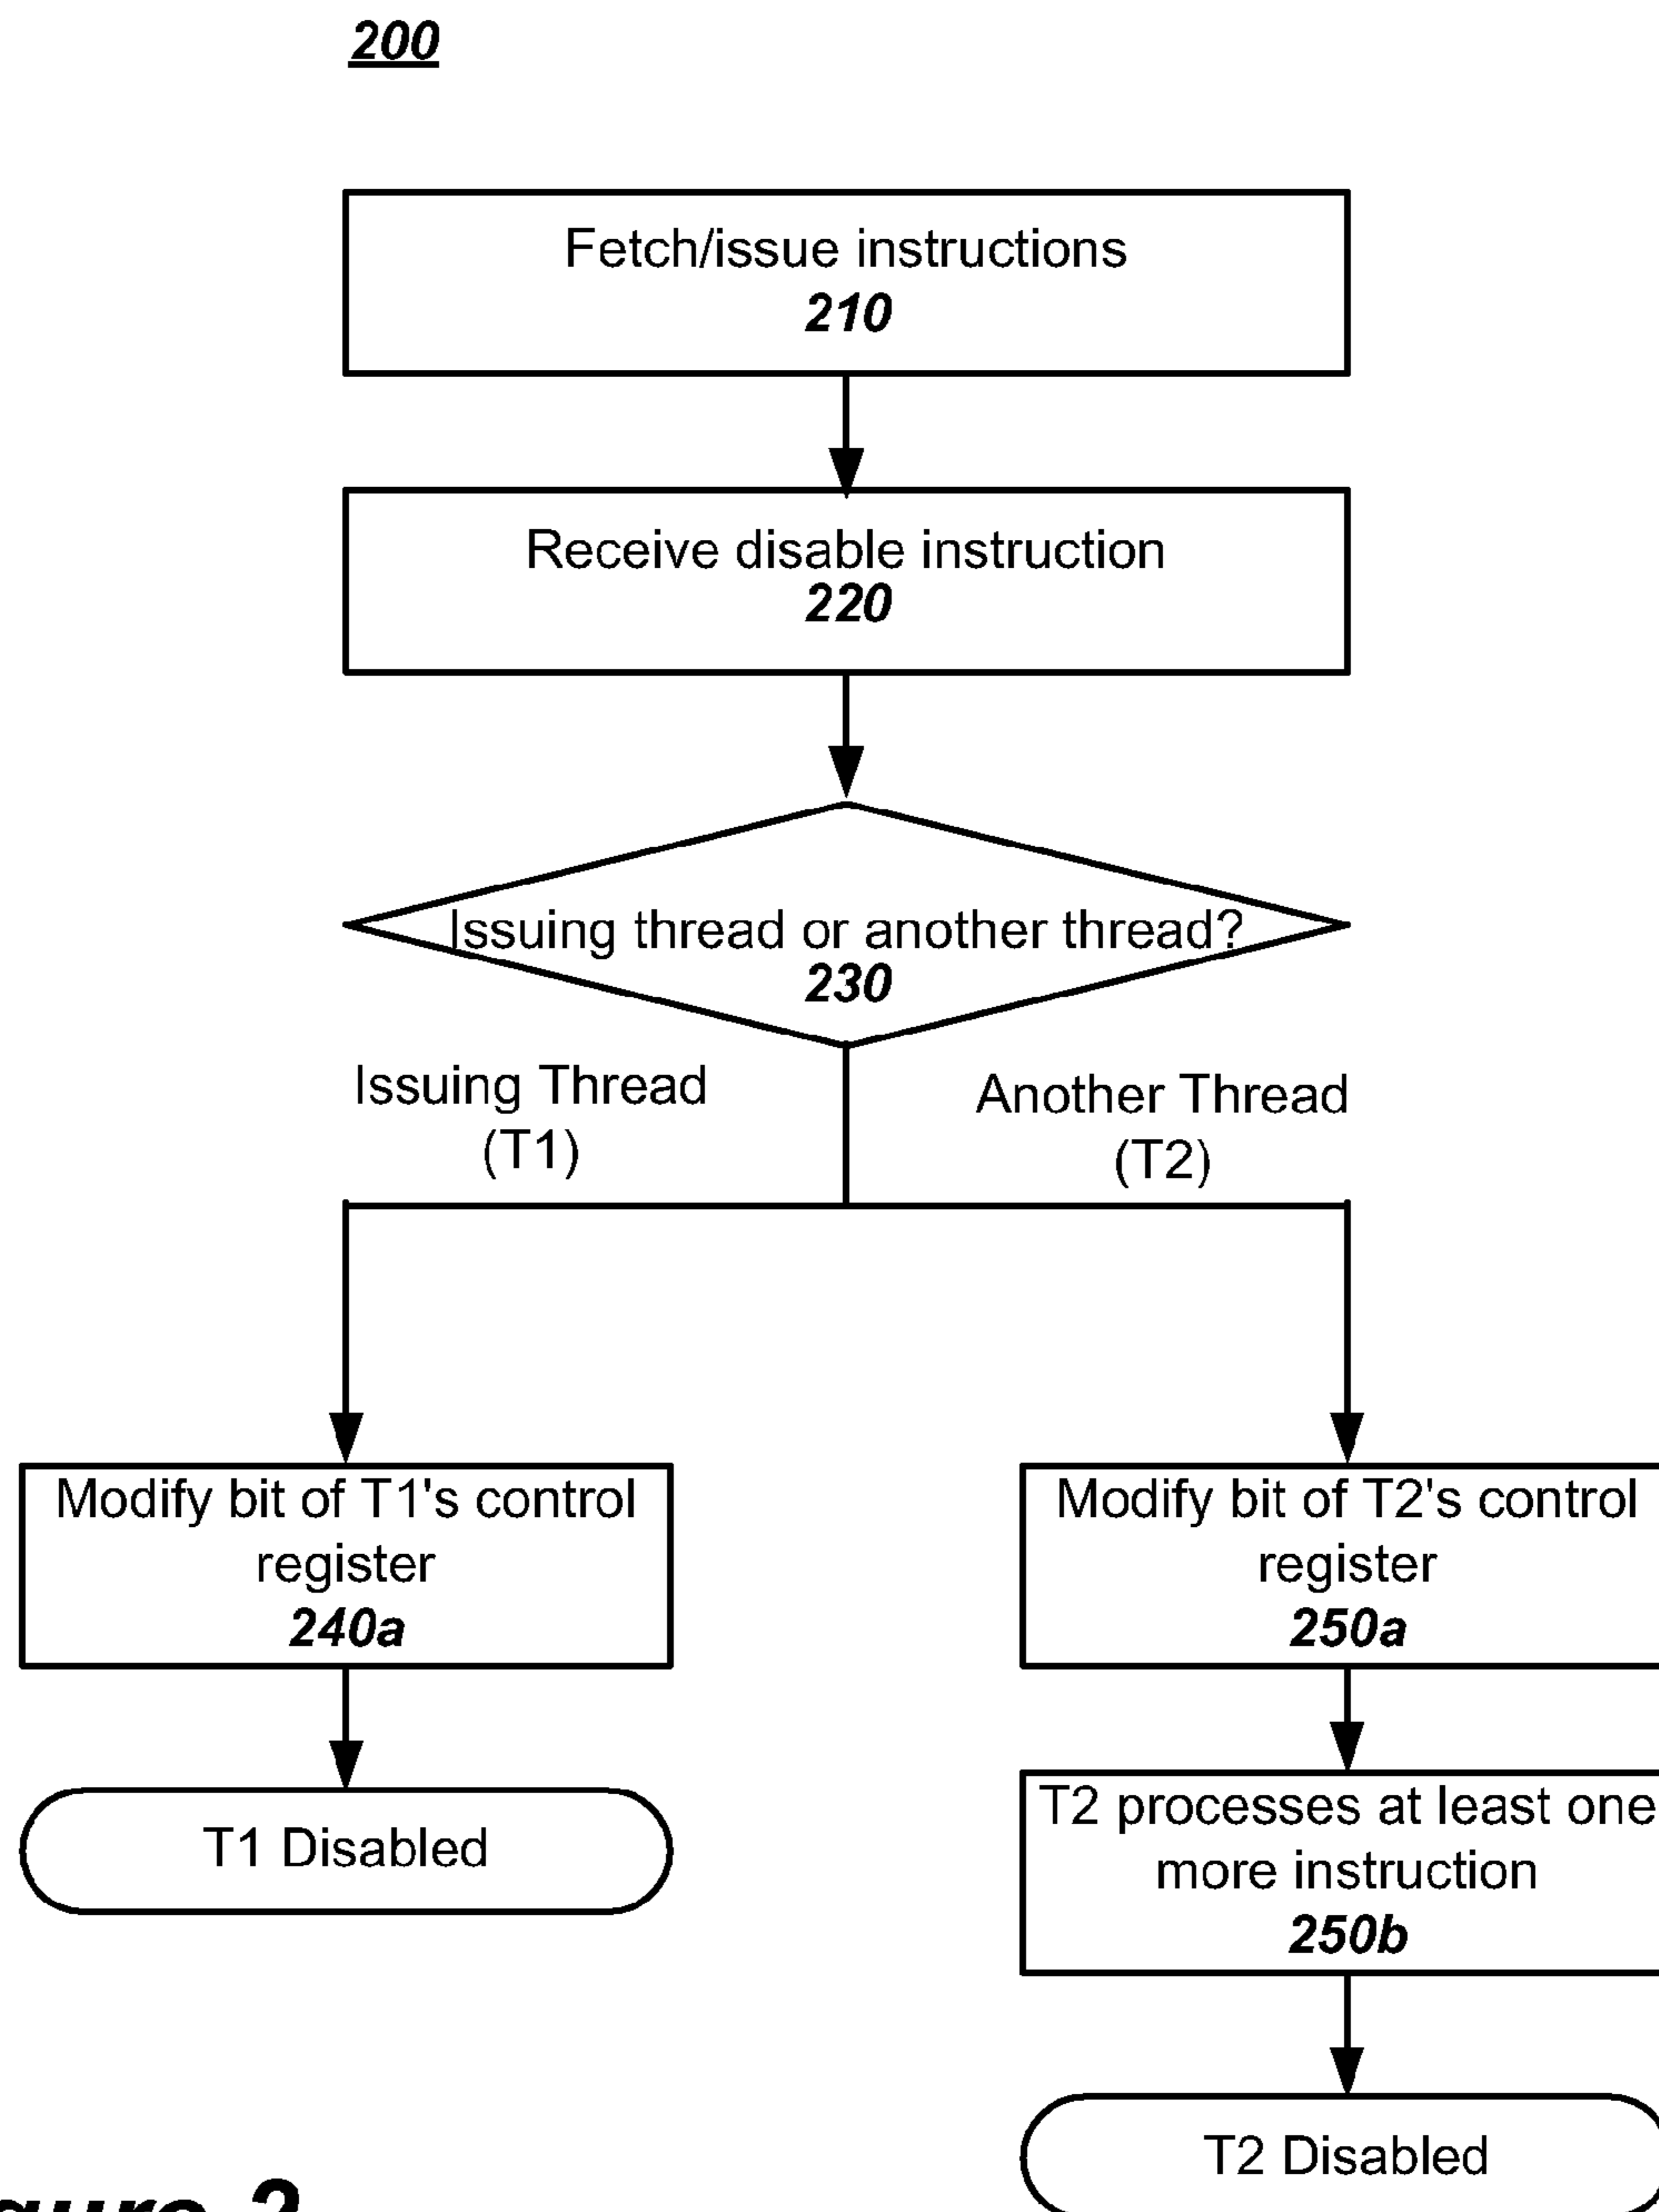 200
Fetch/issue instructions
210
Receive disable instruction
220
Issuing thread or another thread?
230
Issuing Thread
(T1)
Another Thread
(T2)
Modify bit of T1's control
register
240a
Modify bit of T2's control
register
250a
T1 Disabled
T2 processes at least one
more instruction
250b
T2 Disabled
2